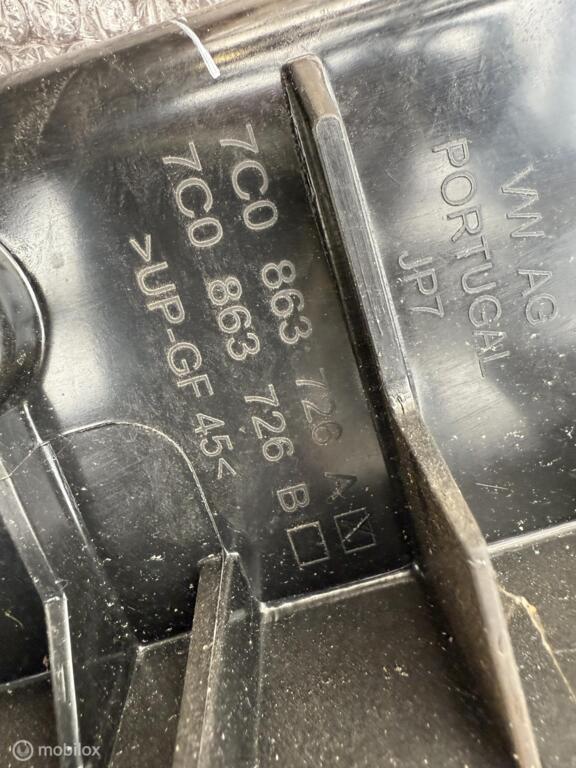 7C0 863 726 A
7C0 863 726 B
>UP-GF 45<
VW AG
PORTUGAL
JP7
mobilox